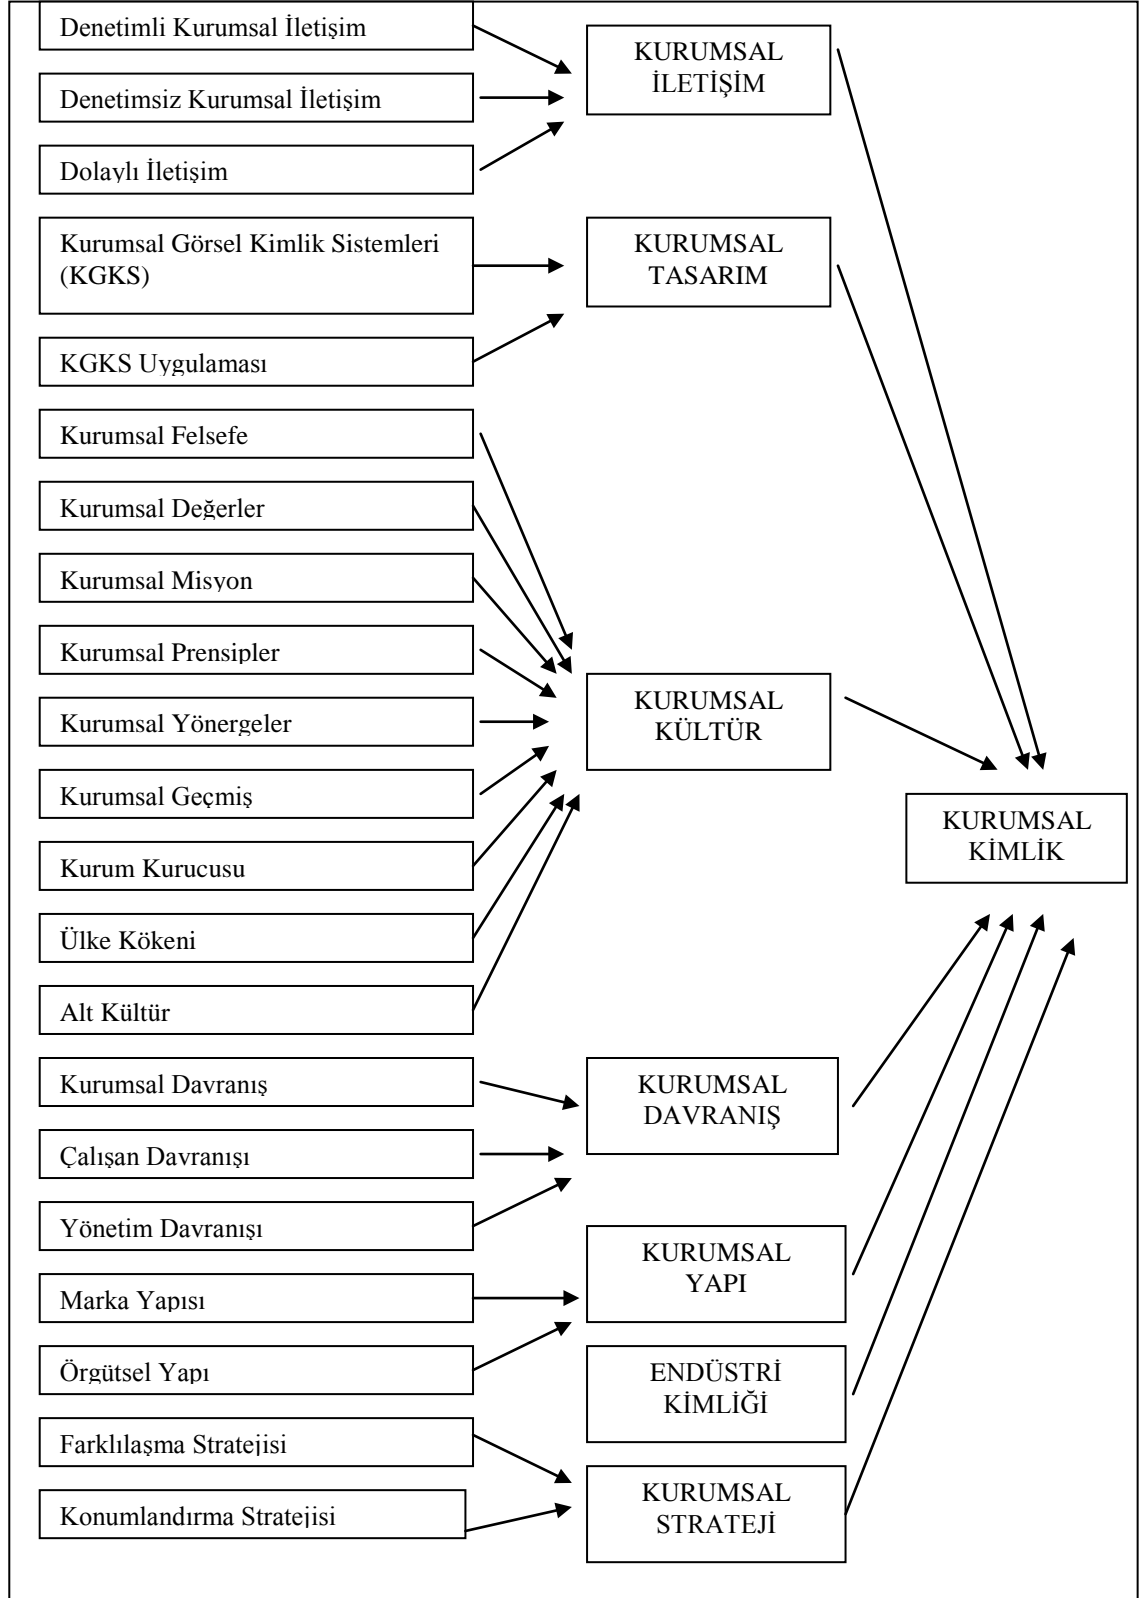 Denetimli Kurumsal İletişim
Denetimsiz Kurumsal İletişim
Dolaylı İletişim
Kurumsal Görsel Kimlik Sistemleri
(KGKS)
KGKS Uygulaması
Kurumsal Felsefe
Kurumsal Değerler
Kurumsal Misyon
Kurumsal Prensipler
Kurumsal Yönergeler
Kurumsal Geçmiş
Kurum Kurucusu
Ülke Kökeni
Alt Kültür
Kurumsal Davranış
Çalışan Davranışı
Yönetim Davranışı
Marka Yapısı
Örgütsel Yapı
Farklılaşma Stratejisi
Konumlandırma Stratejisi
KURUMSAL
İLETİŞİM
KURUMSAL
TASARIM
KURUMSAL
KÜLTÜR
KURUMSAL
DAVRANIŞ
KURUMSAL
YAPI
ENDÜSTRİ
KİMLİĞİ
KURUMSAL
STRATEJİ
KURUMSAL
KİMLİK